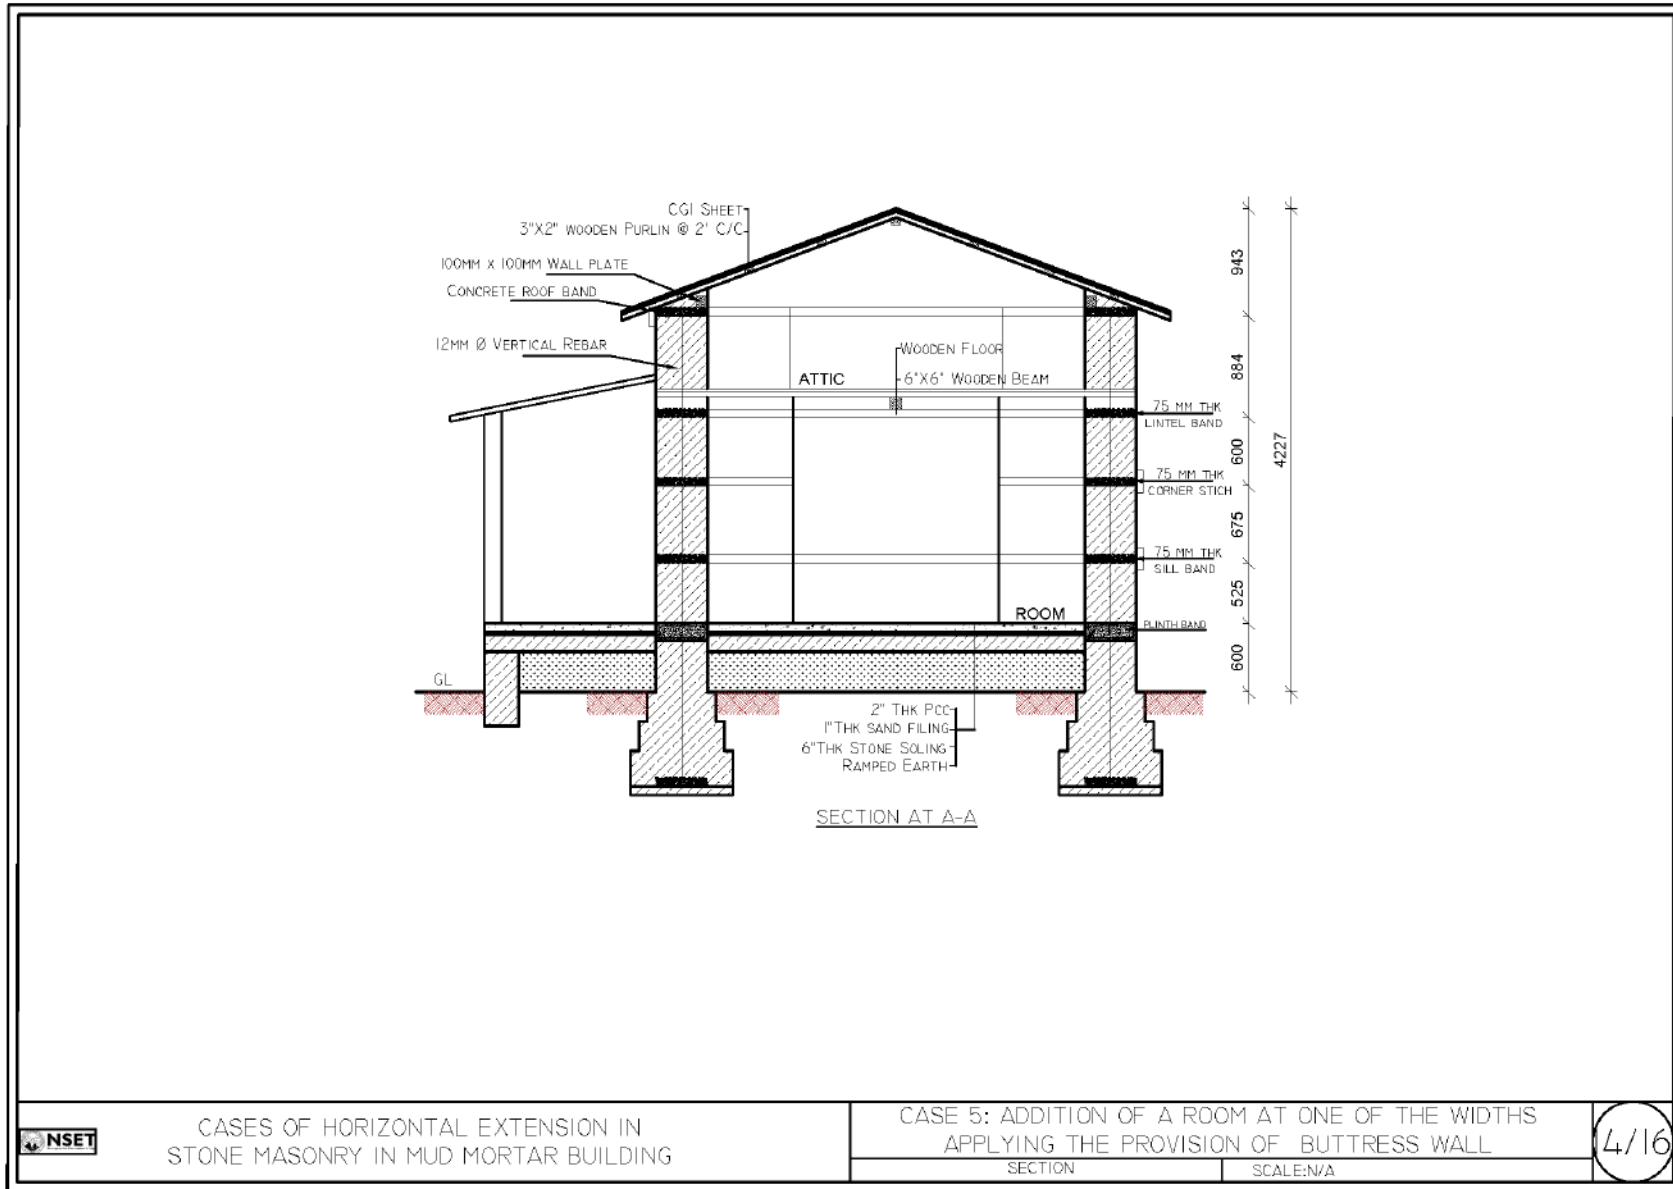 CGI SHEET
3"X2" WOODEN PURLIN @ 2' C/C
100MM X 100MM WALL PLATE
CONCRETE ROOF BAND
12MM Ø VERTICAL REBAR
WOODEN FLOOR
ATTIC
6"X6" WOODEN BEAM
75 MM THK
LINTEL BAND
75 MM THK
CORNER STICH
75 MM THK
SILL BAND
ROOM
PLINTH BAND
943
884
600
675
525
600
4227
GL
2" THK PCC
1"THK SAND FILING
6"THK STONE SOLING
RAMPED EARTH
SECTION AT A-A
NSET
CASES OF HORIZONTAL EXTENSION IN
STONE MASONRY IN MUD MORTAR BUILDING
CASE 5: ADDITION OF A ROOM AT ONE OF THE WIDTHS
APPLYING THE PROVISION OF BUTTRESS WALL
SECTION
SCALE:N/A
4/16